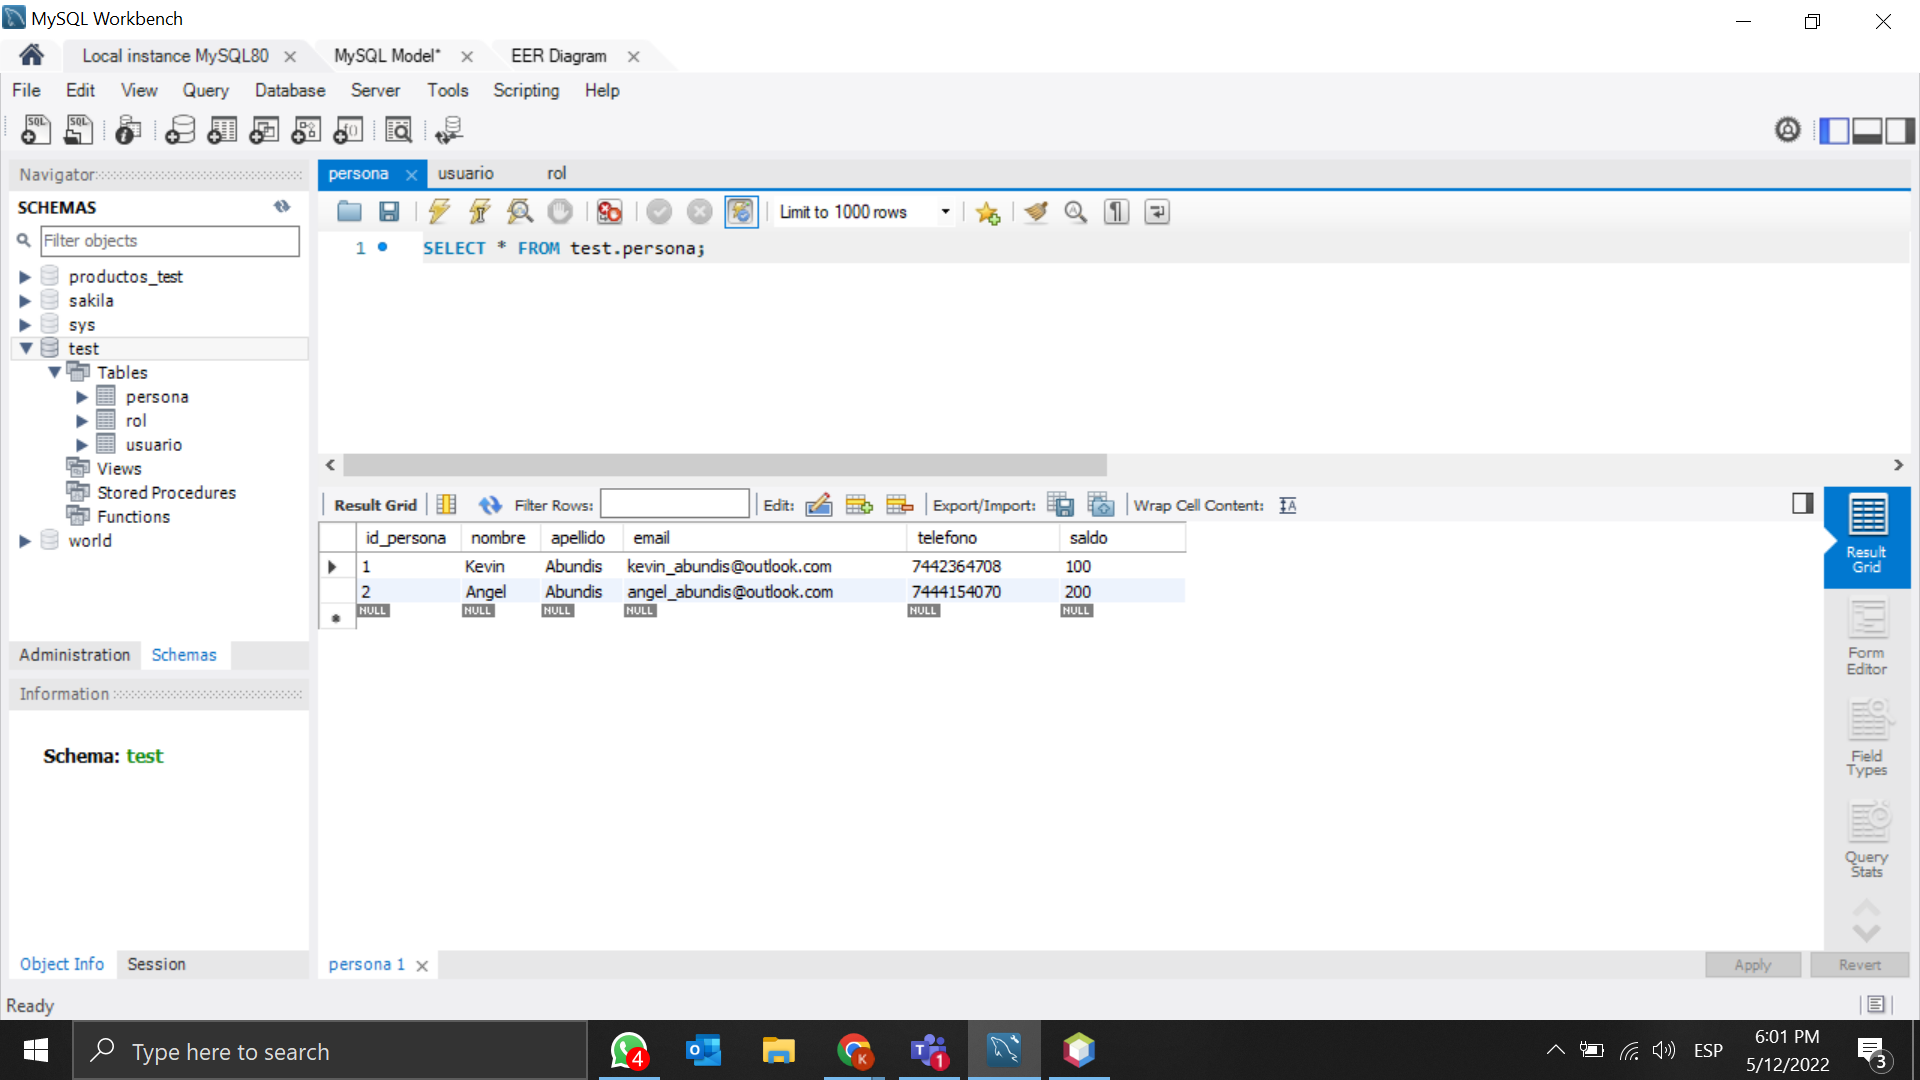 MySQL Workbench
Local instance MySQL80
MySQL Model*
EER Diagram
File Edit View Query Database Server Tools Scripting Help
Navigator
persona
usuario
rol
SCHEMAS
Limit to 1000 rows
Filter objects
1 SELECT * FROM test.persona;
productos_test
sakila
sys
test
Tables
persona
rol
usuario
Views
Stored Procedures
Functions
world
Result Grid
Filter Rows:
Edit:
Export/Import:
Wrap Cell Content:
id_persona nombre apellido email telefono saldo
1 Kevin Abundis kevin_abundis@outlook.com 7442364708 100
2 Angel Abundis angel_abundis@outlook.com 7444154070 200
NULL NULL NULL NULL NULL NULL
Result
Grid
Form
Editor
Field
Types
Query
Stats
Administration Schemas
Information
Schema: test
Object Info Session
persona 1
Apply Revert
Ready
Type here to search
4
K
1
ESP
6:01 PM
5/12/2022
3